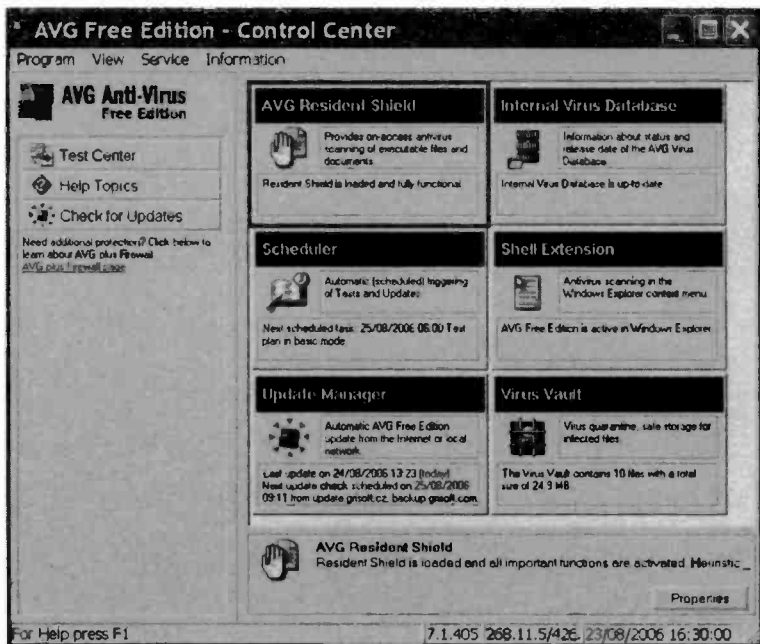 AVG Free Edition - Control Center
Program View Service Information
AVG Anti-Virus
Free Edition
Test Center
Help Topics
Check for Updates
Need additional protection? Click below to
learn about AVG plus Firewall
AVG plus Firewall page
AVG Resident Shield
Provides on-access antivirus
scanning of executable files and
documents.
Resident Shield is loaded and fully functional.
Internal Virus Database
Information about status and
release date of the AVG Virus
Database.
Internal Virus Database is up-to-date.
Scheduler
Automatic (scheduled) triggering
of Tests and Updates.
Next scheduled task: 25/08/2006 08:00 Test
plan in basic mode
Shell Extension
Antivirus scanning in the
Windows Explorer context menu.
AVG Free Edition is active in Windows Explorer.
Update Manager
Automatic AVG Free Edition
update from the Internet or local
network.
Last update on 24/08/2006 13:23 (today)
Next update check scheduled on 25/08/2006
09:11 from update grisoft.cz, backup grisoft.com.
Virus Vault
Virus quarantine, safe storage for
infected files.
The Virus Vault contains 10 files with a total
size of 24.9 MB.
AVG Resident Shield
Resident Shield is loaded and all important functions are activated. Heuristic
Properties
For Help press F1
7.1.405 268.11.5/426 23/08/2006 16:30:00